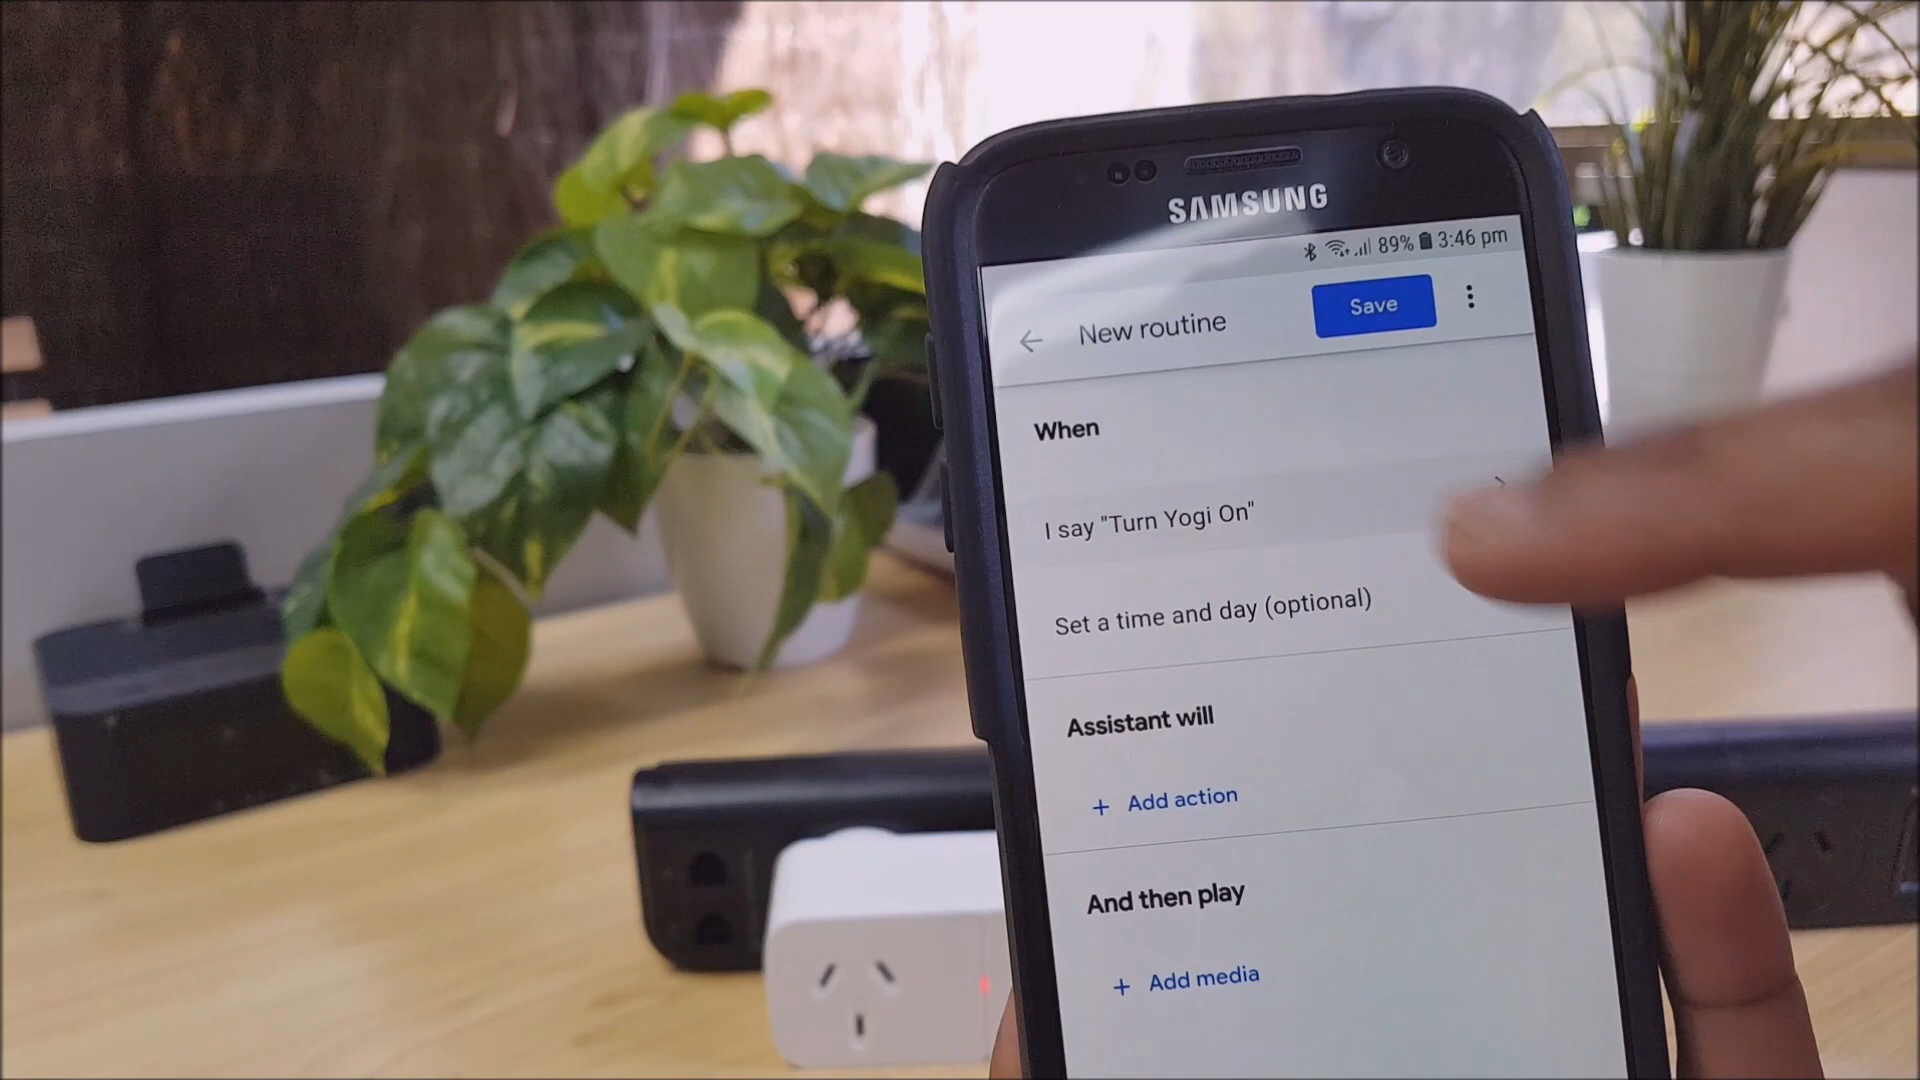 SAMSUNG
89% 3:46 pm
New routine
Save
When
I say "Turn Yogi On"
Set a time and day (optional)
Assistant will
+ Add action
And then play
+ Add media